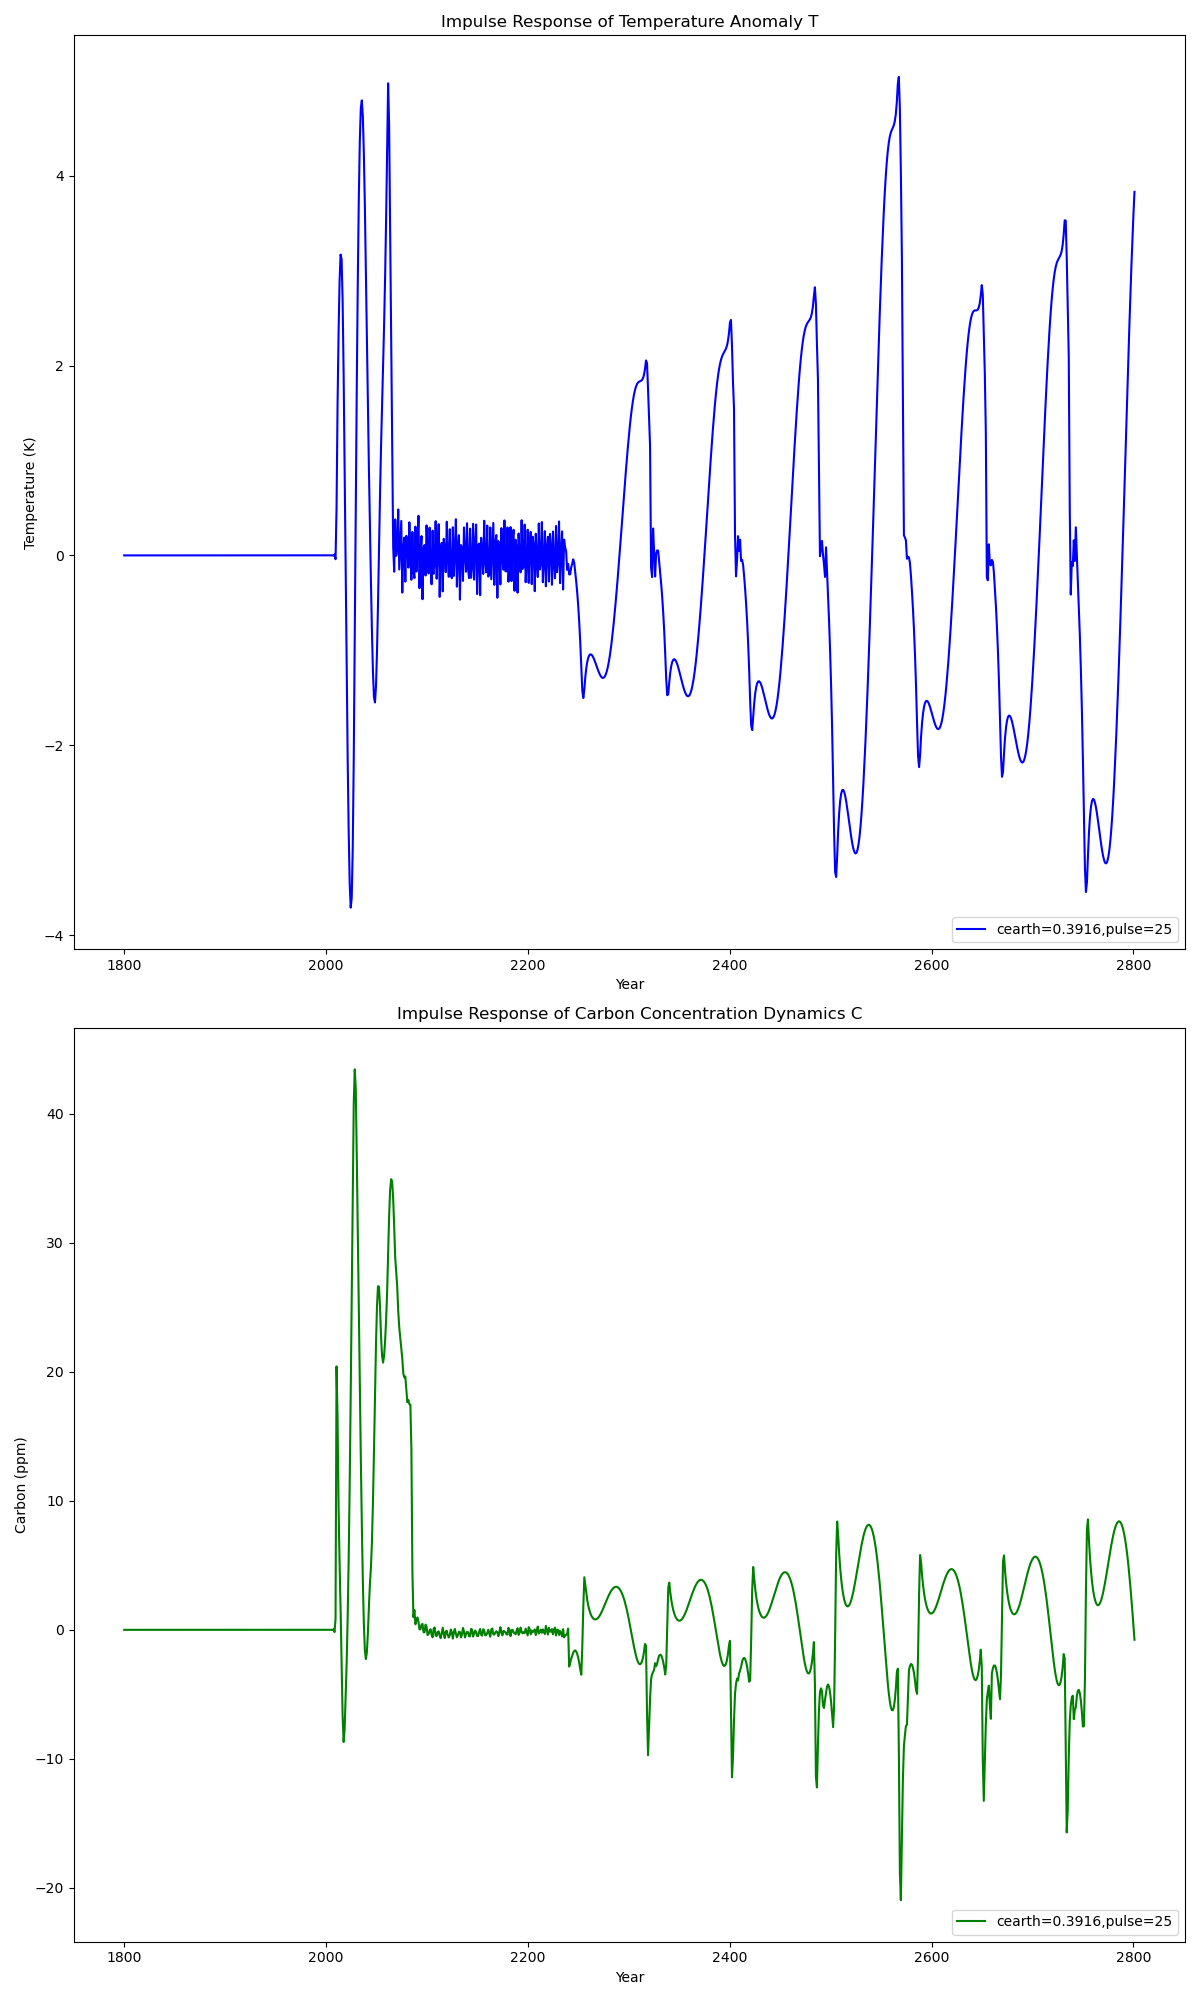 Impulse Response of Temperature Anomaly T
Temperature (K)
4
2
0
−2
−4
cearth=0.3916,pulse=25
1800 2000 2200 2400 2600 2800
Year
Impulse Response of Carbon Concentration Dynamics C
Carbon (ppm)
40
30
20
10
0
−10
−20
cearth=0.3916,pulse=25
1800 2000 2200 2400 2600 2800
Year